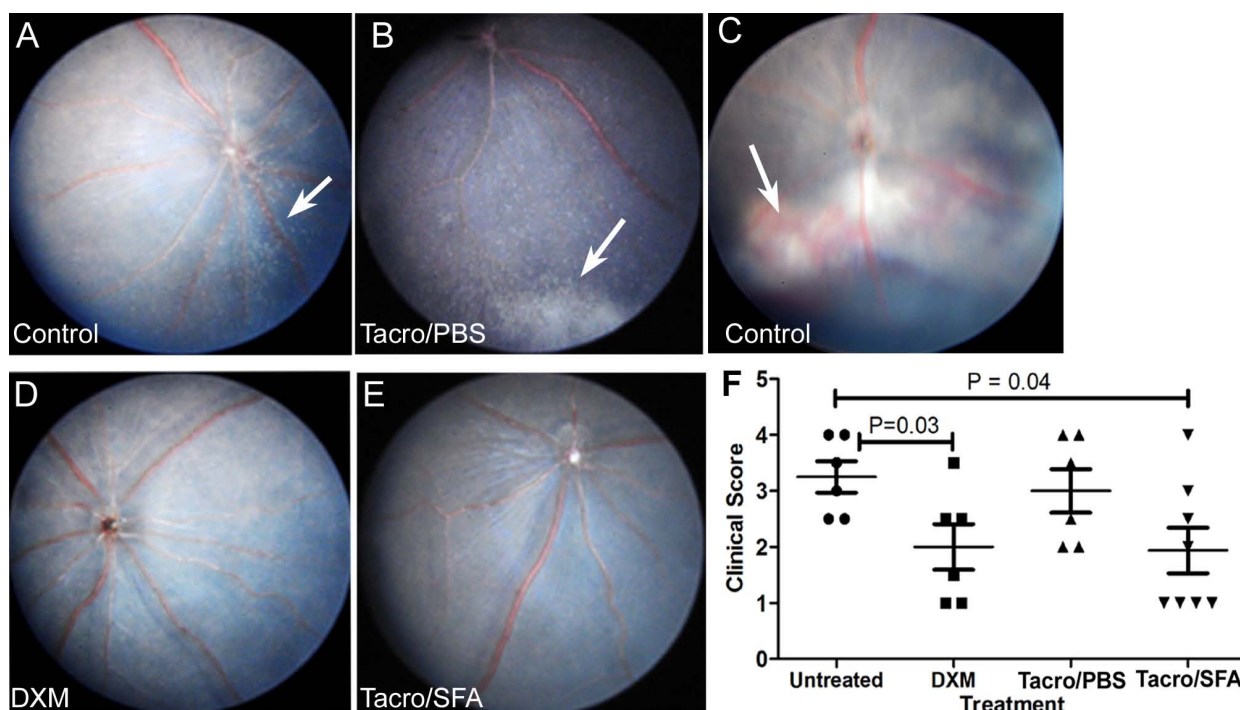 A
Control
B
Tacro/PBS
C
Control
D
DXM
E
Tacro/SFA
F
P = 0.04
P=0.03
Clinical Score
5
4
3
2
1
0
Untreated DXM Tacro/PBS Tacro/SFA
Treatment